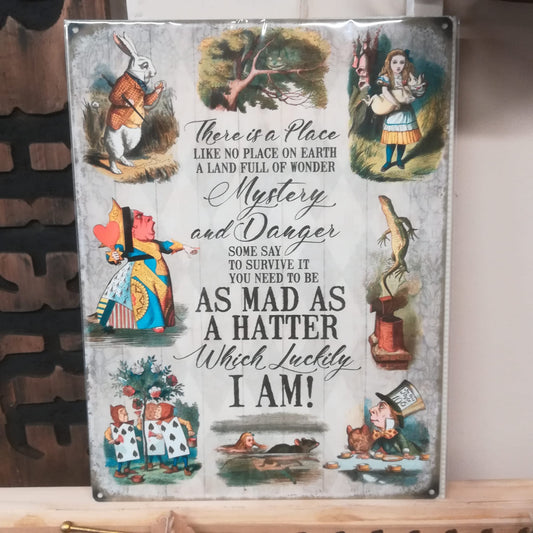 There is a Place
LIKE NO PLACE ON EARTH
A LAND FULL OF WONDER
Mystery
and Danger
SOME SAY
TO SURVIVE IT
YOU NEED TO BE
AS MAD AS
A HATTER
Which Luckily
I AM!